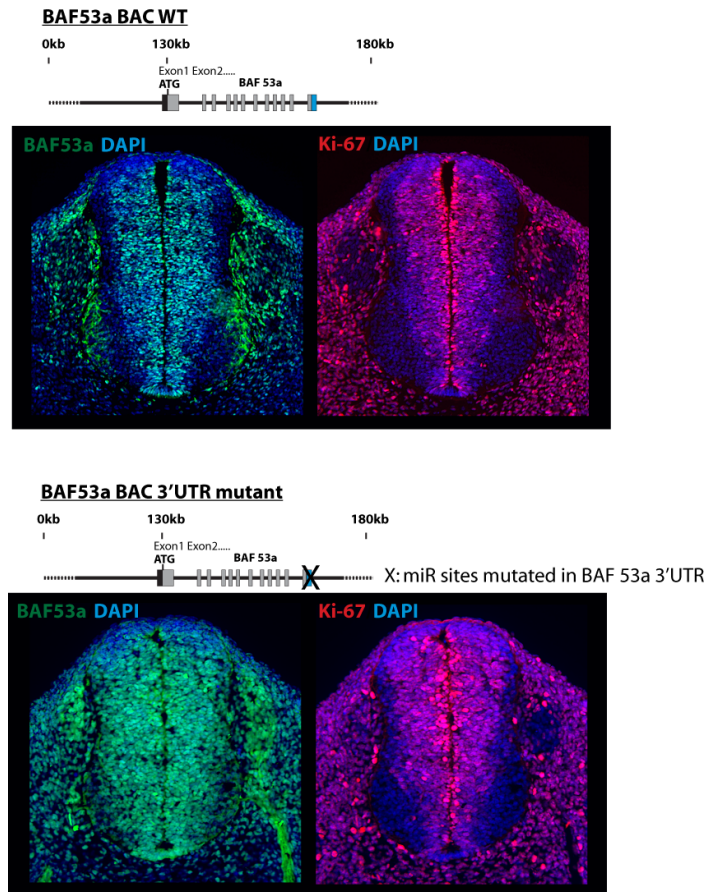 BAF53a BAC WT
0kb 130kb 180kb
Exon1 Exon2.....
ATG BAF 53a
BAF53a DAPI Ki-67 DAPI
BAF53a BAC 3’UTR mutant
0kb 130kb 180kb
Exon1 Exon2.....
ATG BAF 53a
X X: miR sites mutated in BAF 53a 3’UTR
BAF53a DAPI Ki-67 DAPI